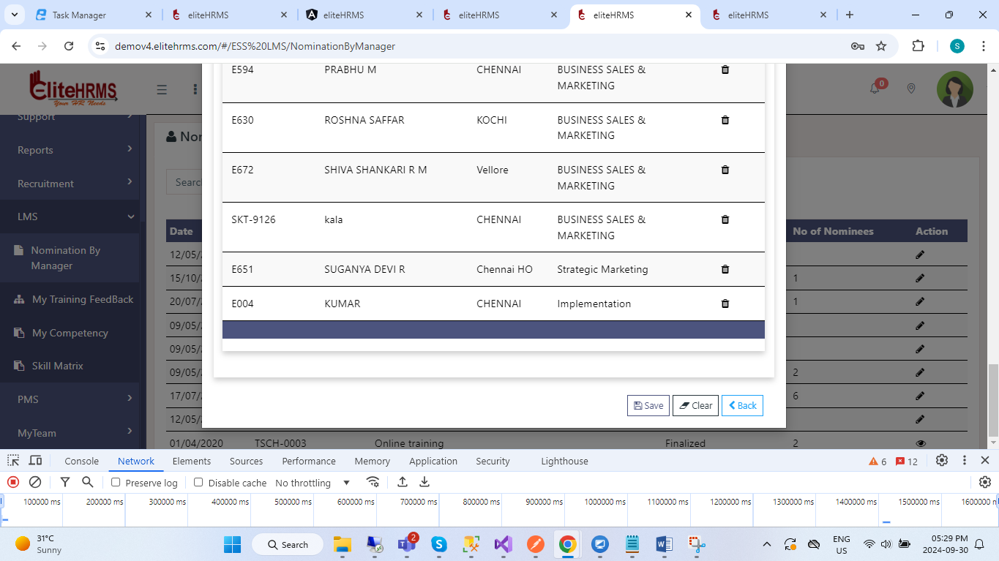 Task Manager
eliteHRMS
eliteHRMS
eliteHRMS
eliteHRMS
eliteHRMS
demov4.elitehrms.com/#/ESS%20LMS/NominationByManager
S
EliteHRMS
Your HR Needs
0
Support
Reports
Recruitment
LMS
Nomination By
Manager
My Training FeedBack
My Competency
Skill Matrix
PMS
MyTeam
Nor
Searc
E594 PRABHU M CHENNAI BUSINESS SALES &
MARKETING
E630 ROSHNA SAFFAR KOCHI BUSINESS SALES &
MARKETING
E672 SHIVA SHANKARI R M Vellore BUSINESS SALES &
MARKETING
SKT-9126 kala CHENNAI BUSINESS SALES &
MARKETING
E651 SUGANYA DEVI R Chennai HO Strategic Marketing
E004 KUMAR CHENNAI Implementation
Save Clear Back
Date No of Nominees Action
12/05/
15/10/ 1
20/07/ 1
09/05/
09/05/
09/05/ 2
17/07/ 6
12/05/
01/04/2020 TSCH-0003 Online training Finalized 2
Console Network Elements Sources Performance Memory Application Security Lighthouse 6 12
Preserve log Disable cache No throttling
100000 ms 200000 ms 300000 ms 400000 ms 500000 ms 600000 ms 700000 ms 800000 ms 900000 ms 1000000 ms 1100000 ms 1200000 ms 1300000 ms 1400000 ms 1500000 ms 1600000
31°C
Sunny
Search
2
ENG
US
05:29 PM
2024-09-30